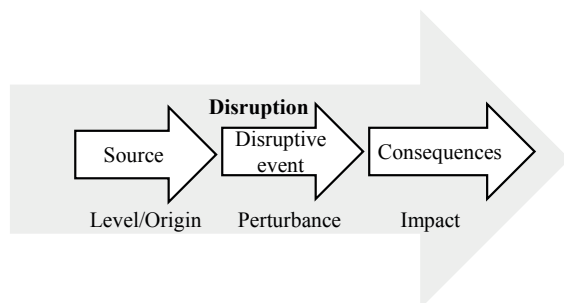 Disruption
Source
Disruptive
event
Consequences
Level/Origin
Perturbance
Impact